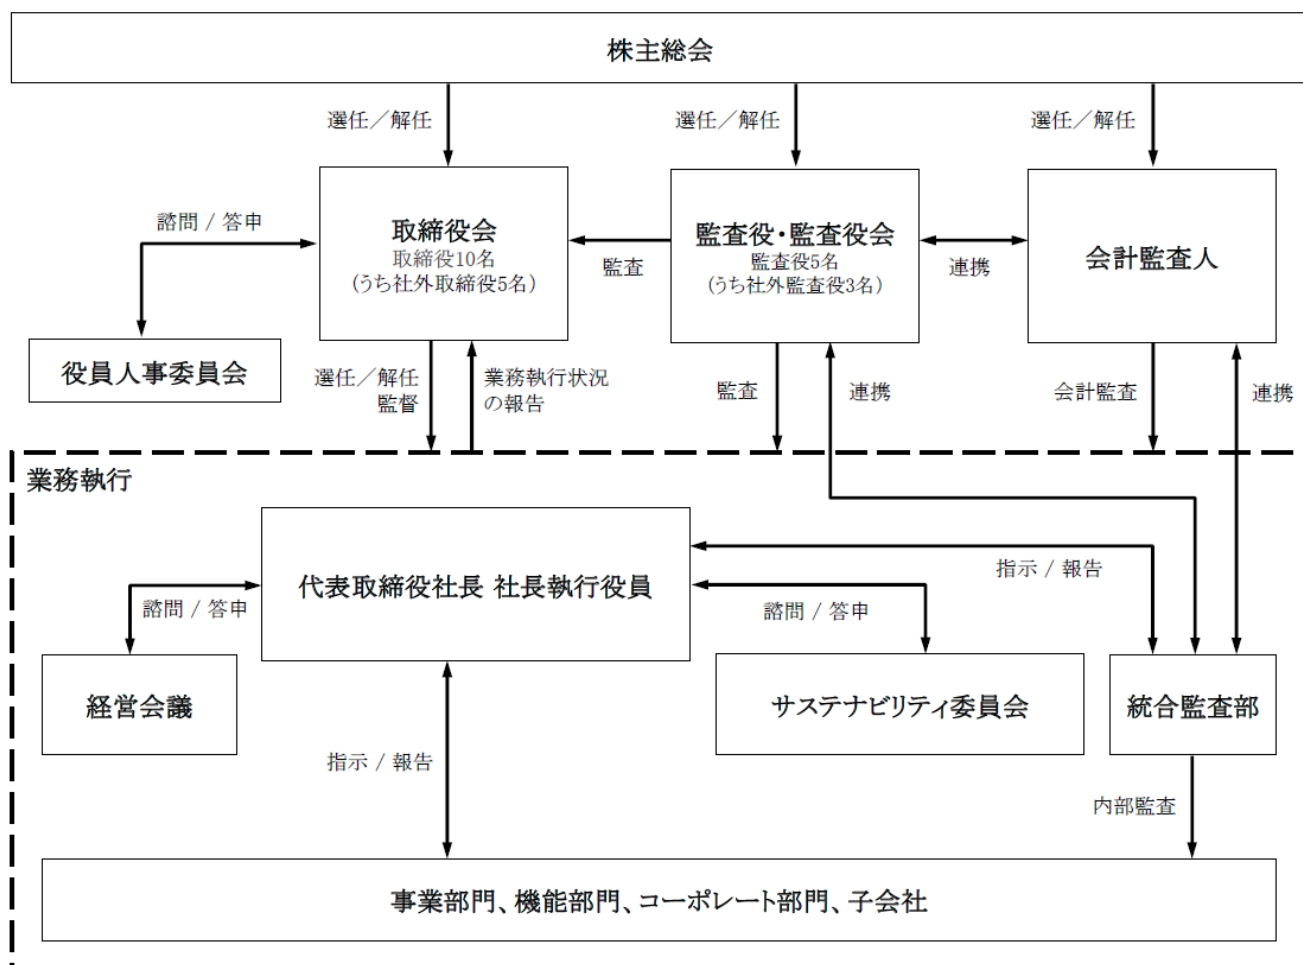 株主総会
選任／解任
選任／解任
選任／解任
諮問 / 答申
取締役会
取締役10名
(うち社外取締役5名)
監査
監査役・監査役会
監査役5名
(うち社外監査役3名)
連携
会計監査人
役員人事委員会
選任／解任
監督
業務執行状況
の報告
監査
連携
会計監査
連携
業務執行
代表取締役社長 社長執行役員
指示 / 報告
諮問 / 答申
諮問 / 答申
経営会議
サステナビリティ委員会
統合監査部
指示 / 報告
内部監査
事業部門、機能部門、コーポレート部門、子会社